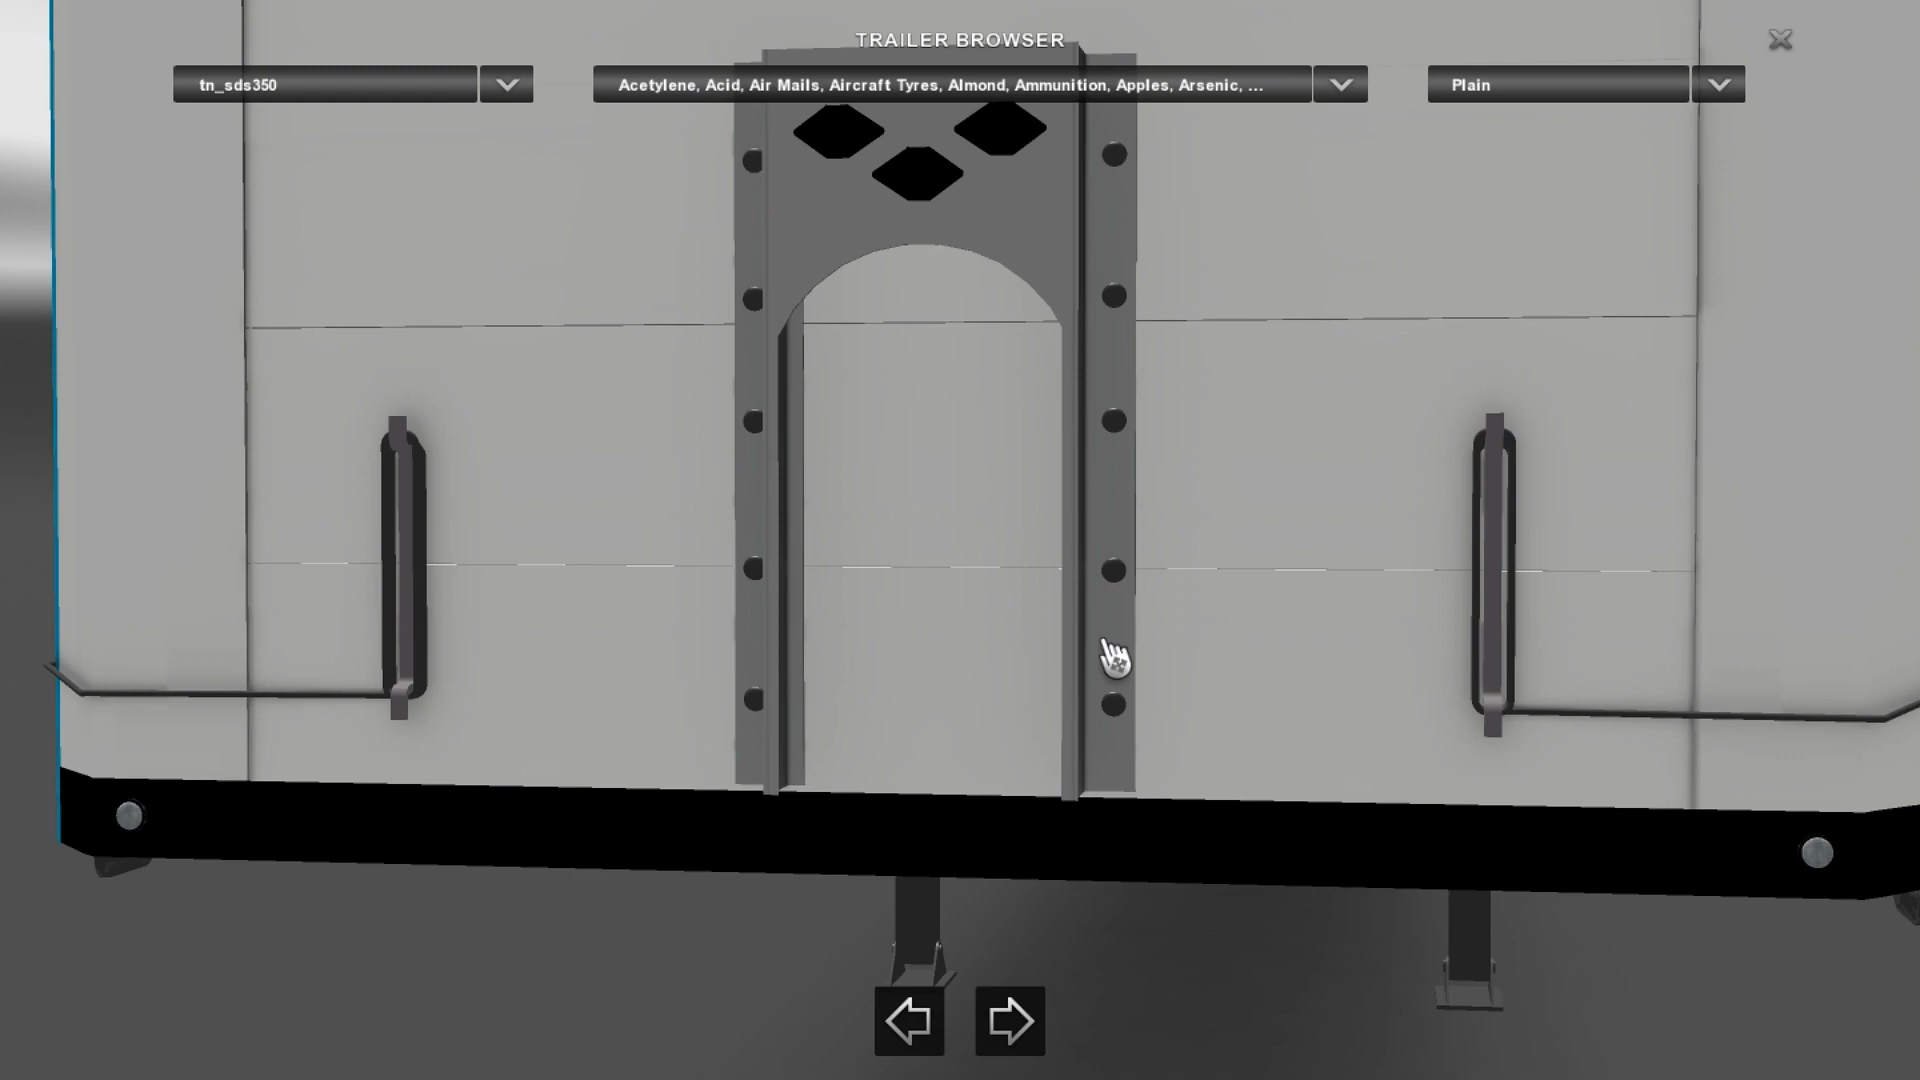 TRAILER BROWSER
tn_sds350
Acetylene, Acid, Air Mails, Aircraft Tyres, Almond, Ammunition, Apples, Arsenic, ...
Plain